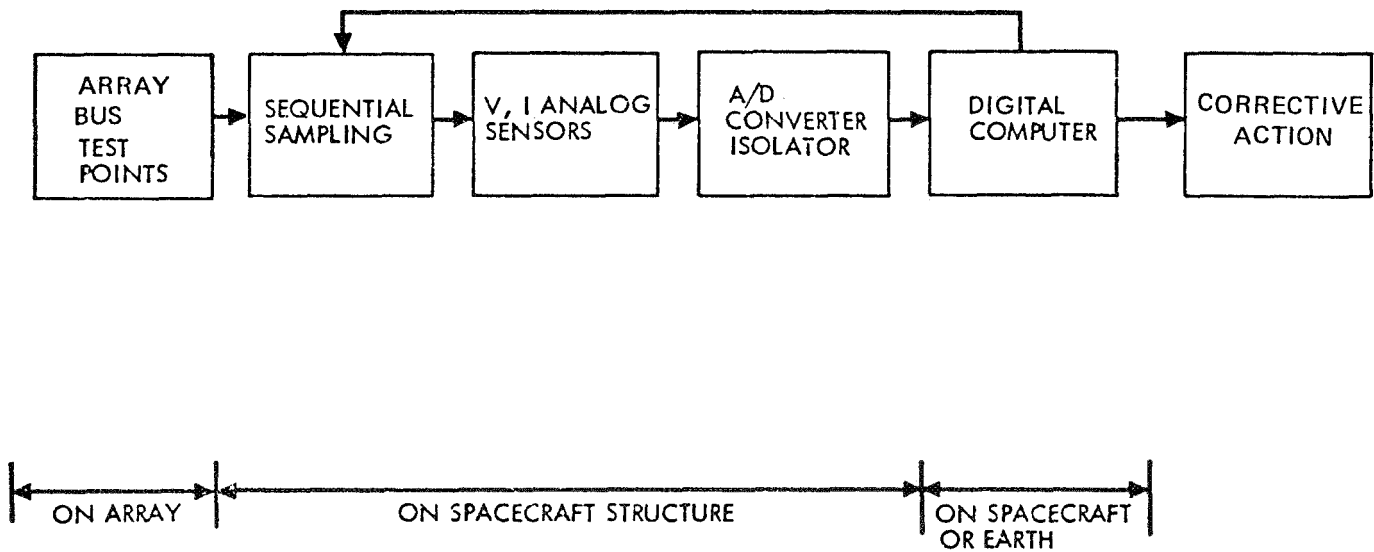 ARRAY
BUS
TEST
POINTS
SEQUENTIAL
SAMPLING
V, I ANALOG
SENSORS
A/D
CONVERTER
ISOLATOR
DIGITAL
COMPUTER
CORRECTIVE
ACTION
ON ARRAY
ON SPACECRAFT STRUCTURE
ON SPACECRAFT
OR EARTH